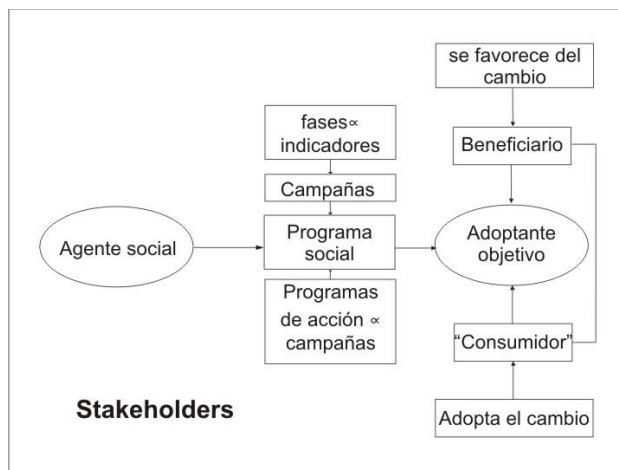 se favorece del
cambio
fases∝
indicadores
Beneficiario
Campañas
Agente social
Programa
social
Adoptante
objetivo
Programas
de acción ∝
campañas
“Consumidor”
Stakeholders
Adopta el cambio